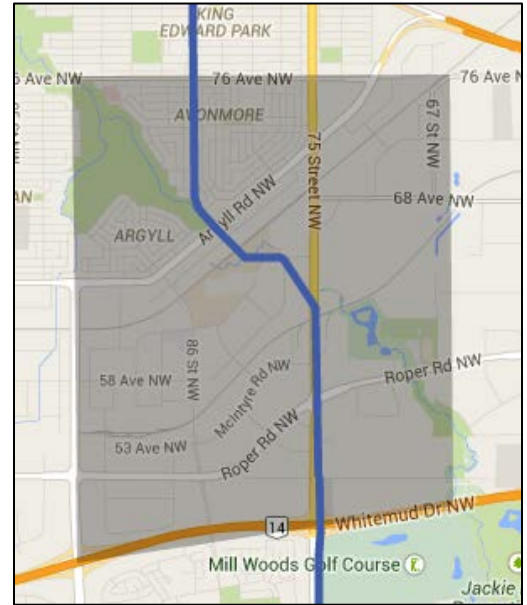 KING
EDWARD PARK
6 Ave NW
76 Ave NW
76 Ave N
AVONMORE
67 St NW
75 Street NW
AN
68 Ave NW
Argyll Rd NW
ARGYLL
86 St NW
58 Ave NW
McIntyre Rd NW
Roper Rd NW
53 Ave NW
Roper Rd NW
14
Whitemud Dr NW
Mill Woods Golf Course
Jackie